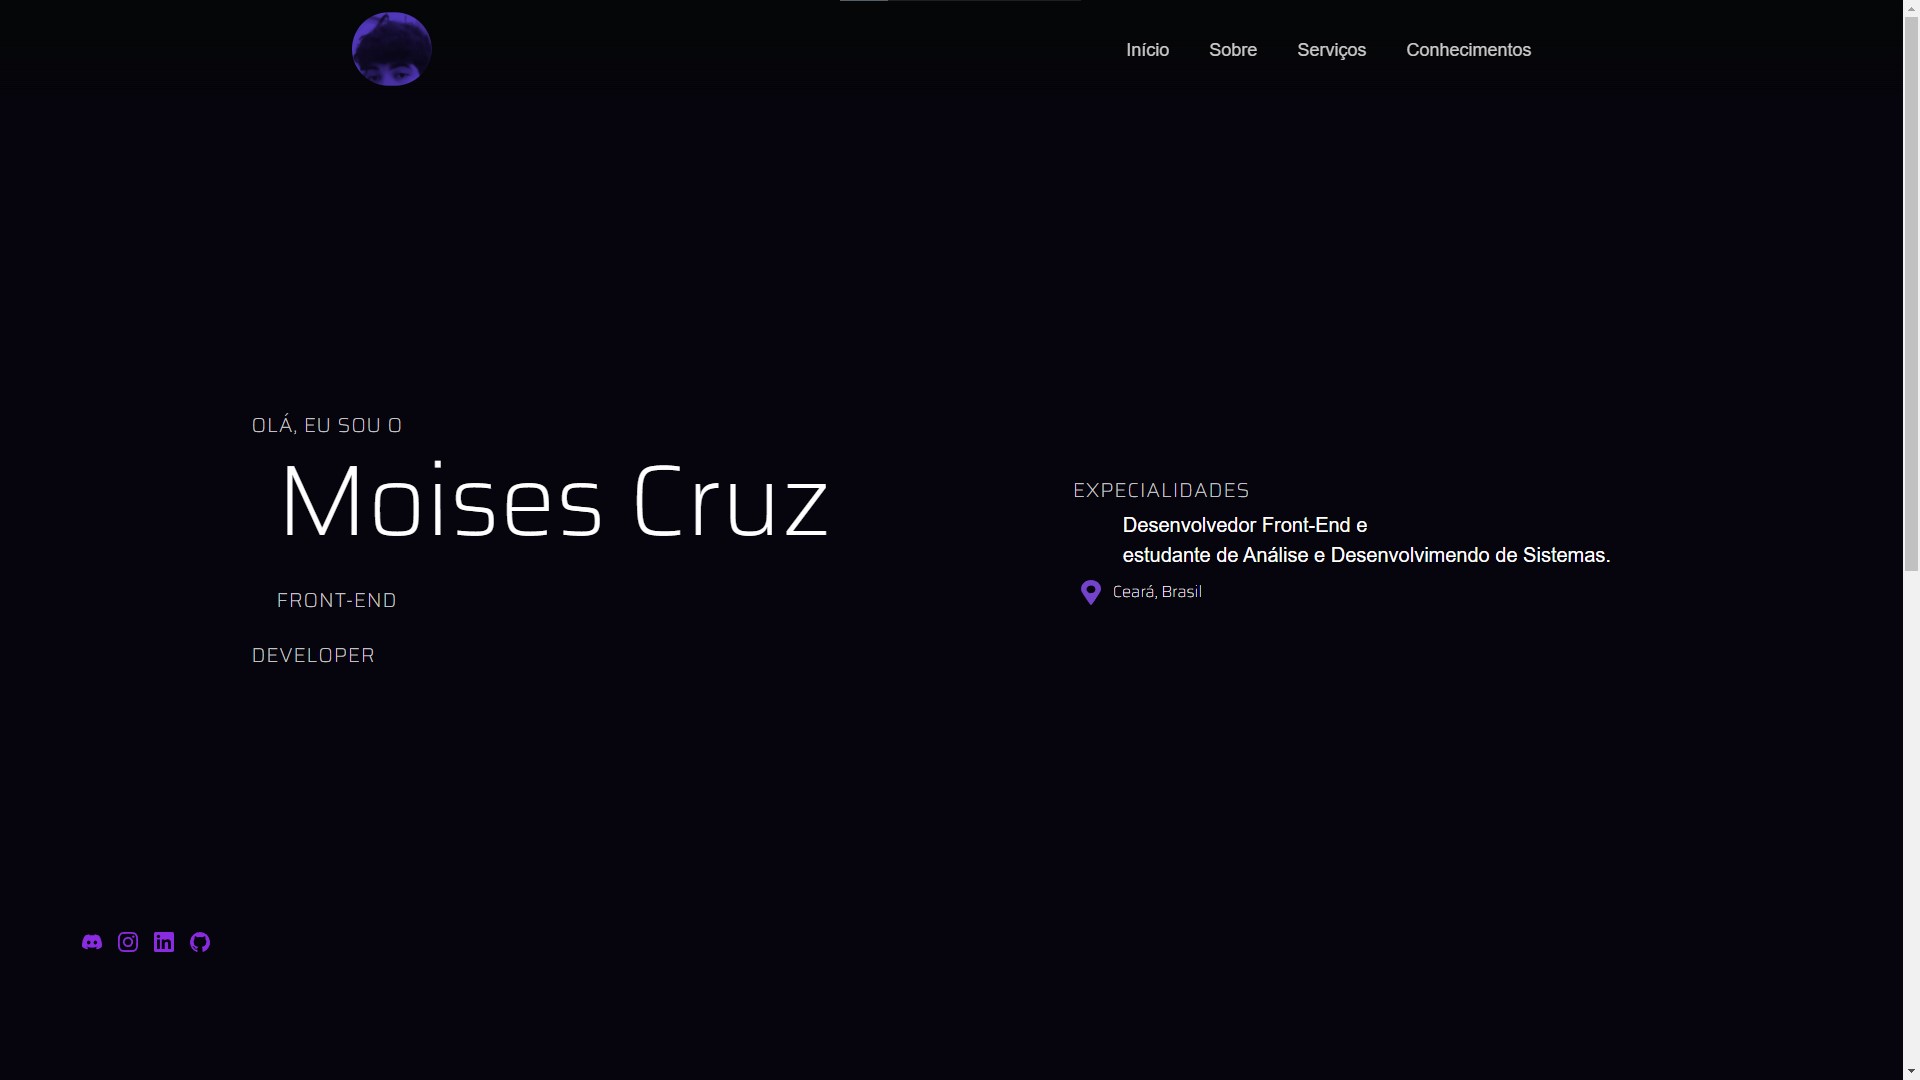 Início Sobre Serviços Conhecimentos
OLÁ, EU SOU O
Moises Cruz
FRONT-END
DEVELOPER
EXPECIALIDADES
Desenvolvedor Front-End e
estudante de Análise e Desenvolvimendo de Sistemas.
Ceará, Brasil